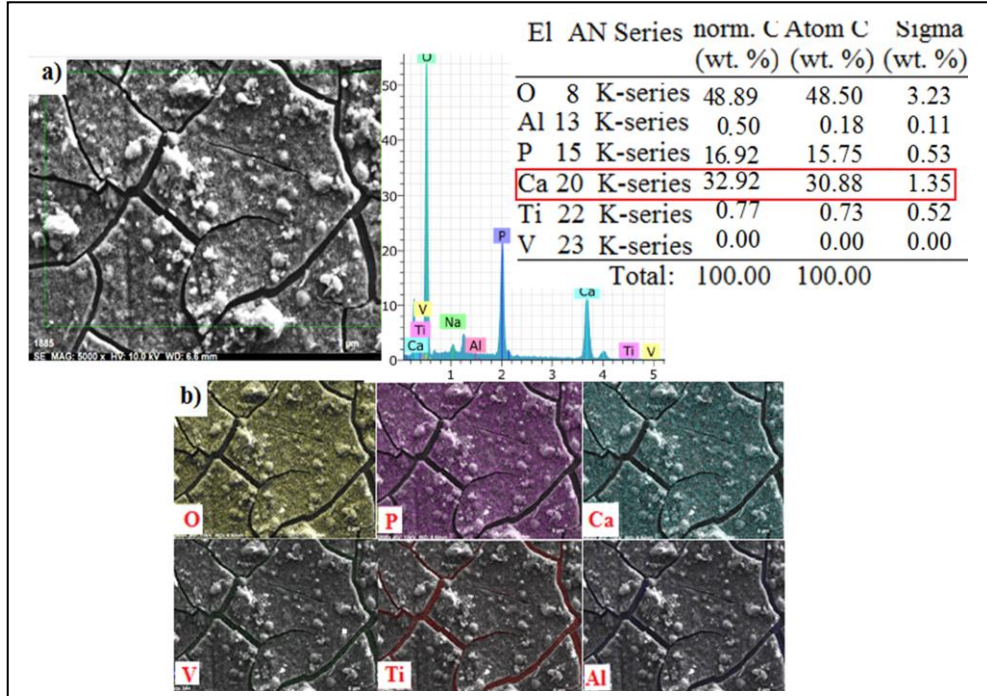 El AN Series norm. C Atom C Sigma
(wt. %) (wt. %) (wt. %)
O 8 K-series 48.89 48.50 3.23
Al 13 K-series 0.50 0.18 0.11
P 15 K-series 16.92 15.75 0.53
Ca 20 K-series 32.92 30.88 1.35
Ti 22 K-series 0.77 0.73 0.52
V 23 K-series 0.00 0.00 0.00
Total: 100.00 100.00
a)
1885 µm
SE MAG: 5000 x HV: 10.0 kV WD: 6.6 mm
50
40
30
20
10
0
O
V
Ti
Ca
Na
Al
P
Ca
Ti
V
1 2 3 4 5
b)
O P Ca
V Ti Al